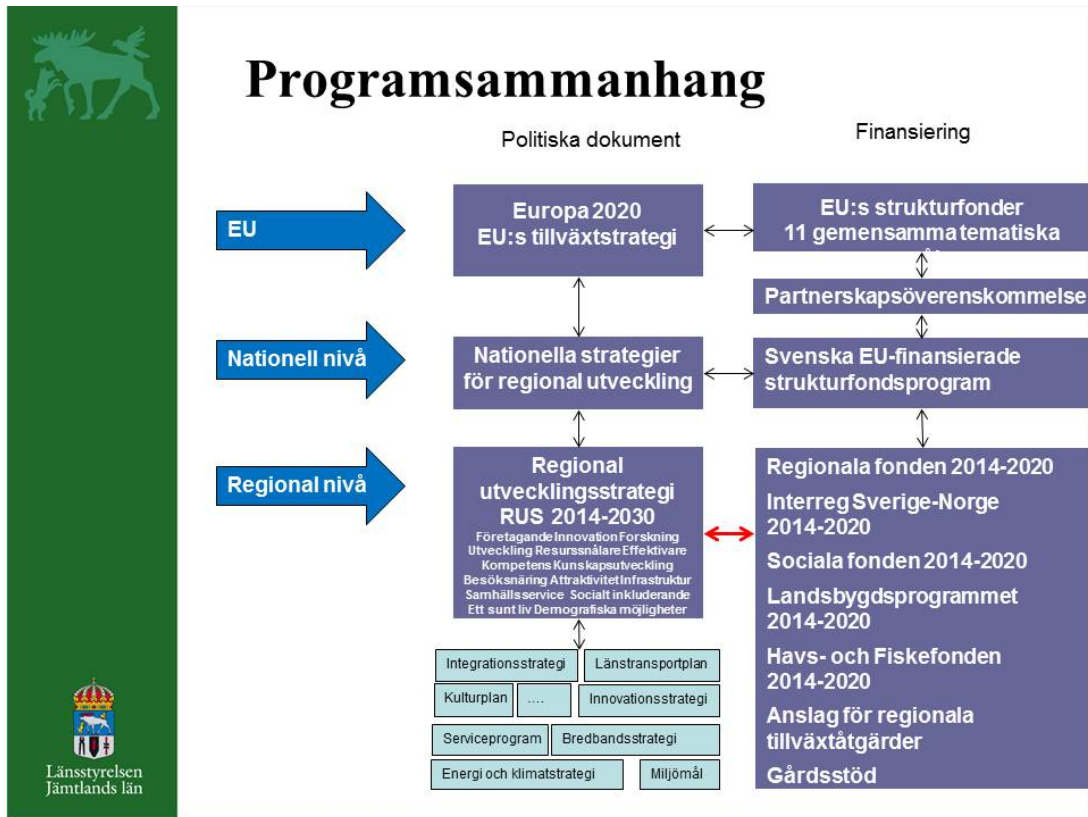 Programsammanhang
Politiska dokument
Finansiering
EU
Europa 2020
EU:s tillväxtstrategi
EU:s strukturfonder
11 gemensamma tematiska
Partnerskapsöverenskommelse
Nationell nivå
Nationella strategier
för regional utveckling
Svenska EU-finansierade
strukturfondsprogram
Regional nivå
Regional
utvecklingsstrategi
RUS 2014-2030
Företagande Innovation Forskning
Utveckling Resurssnålare Effektivare
Kompetens Kunskapsutveckling
Besöksnäring Attraktivitet Infrastruktur
Samhällsservice Socialt inkluderande
Ett sunt liv Demografiska möjligheter
Regionala fonden 2014-2020
Interreg Sverige-Norge
2014-2020
Sociala fonden 2014-2020
Landsbygdsprogrammet
2014-2020
Havs- och Fiskefonden
2014-2020
Anslag för regionala
tillväxtåtgärder
Gårdsstöd
Integrationsstrategi
Länstransportplan
Kulturplan
....
Innovationsstrategi
Serviceprogram
Bredbandsstrategi
Energi och klimatstrategi
Miljömål
Länsstyrelsen
Jämtlands län